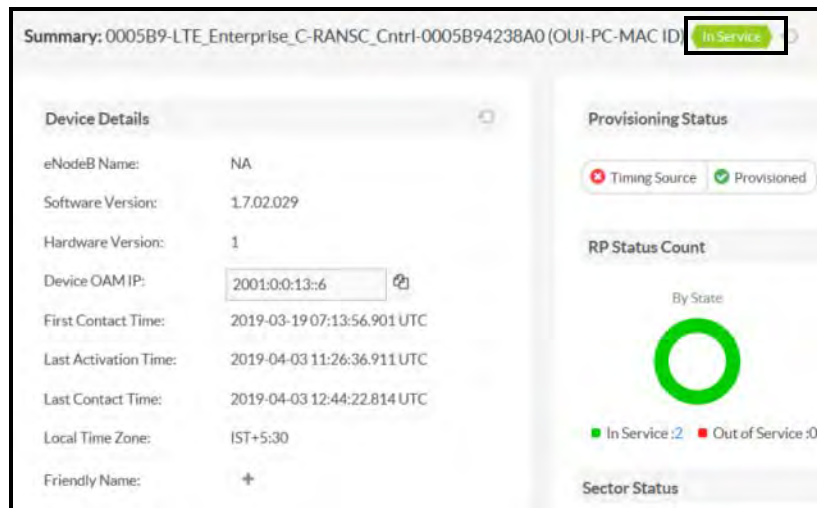 Summary: 0005B9-LTE_Enterprise_C-RANSC_Cntrl-0005B94238A0 (OUI-PC-MAC ID) In Service
Device Details
eNodeB Name: NA
Software Version: 1.7.02.029
Hardware Version: 1
Device OAM IP: 2001:0:0:13::6
First Contact Time: 2019-03-19 07:13:56.901 UTC
Last Activation Time: 2019-04-03 11:26:36.911 UTC
Last Contact Time: 2019-04-03 12:44:22.814 UTC
Local Time Zone: IST+5:30
Friendly Name: +
Provisioning Status
Timing Source Provisioned
RP Status Count
By State
In Service :2 Out of Service :0
Sector Status